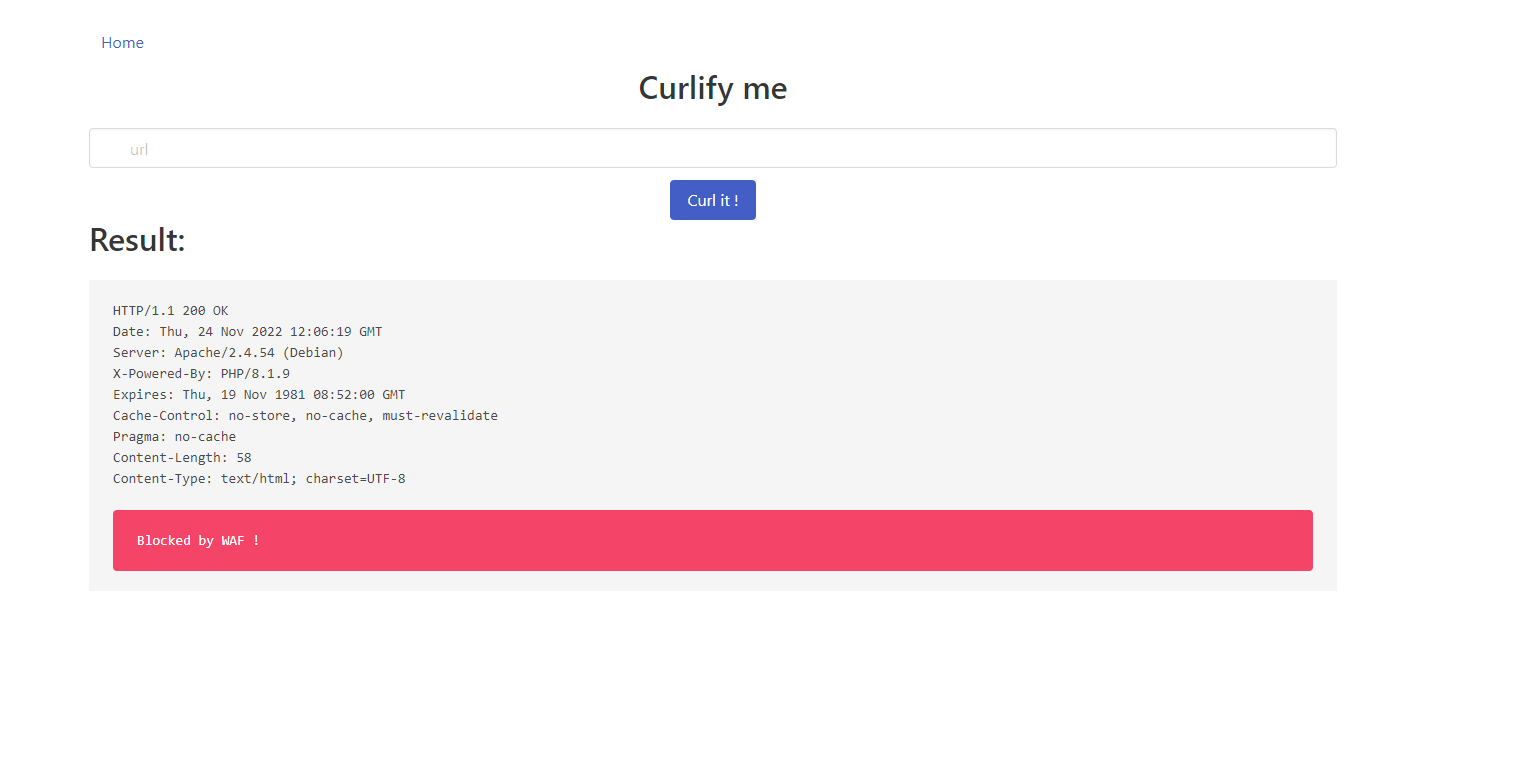 Home
Curlify me
url
Curl it !
Result:
HTTP/1.1 200 OK
Date: Thu, 24 Nov 2022 12:06:19 GMT
Server: Apache/2.4.54 (Debian)
X-Powered-By: PHP/8.1.9
Expires: Thu, 19 Nov 1981 08:52:00 GMT
Cache-Control: no-store, no-cache, must-revalidate
Pragma: no-cache
Content-Length: 58
Content-Type: text/html; charset=UTF-8
Blocked by WAF !